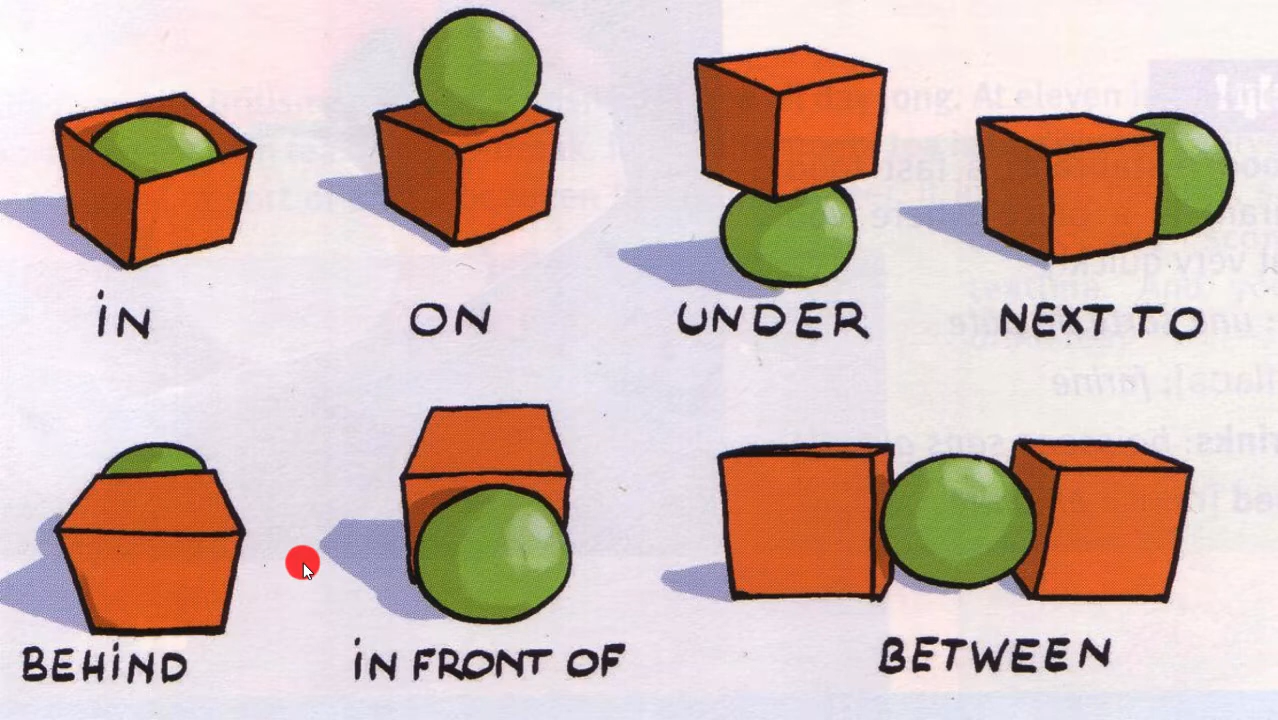 iN
ON
UNDER
NEXT TO
BEHiND
iN FRONT OF
BETWEEN